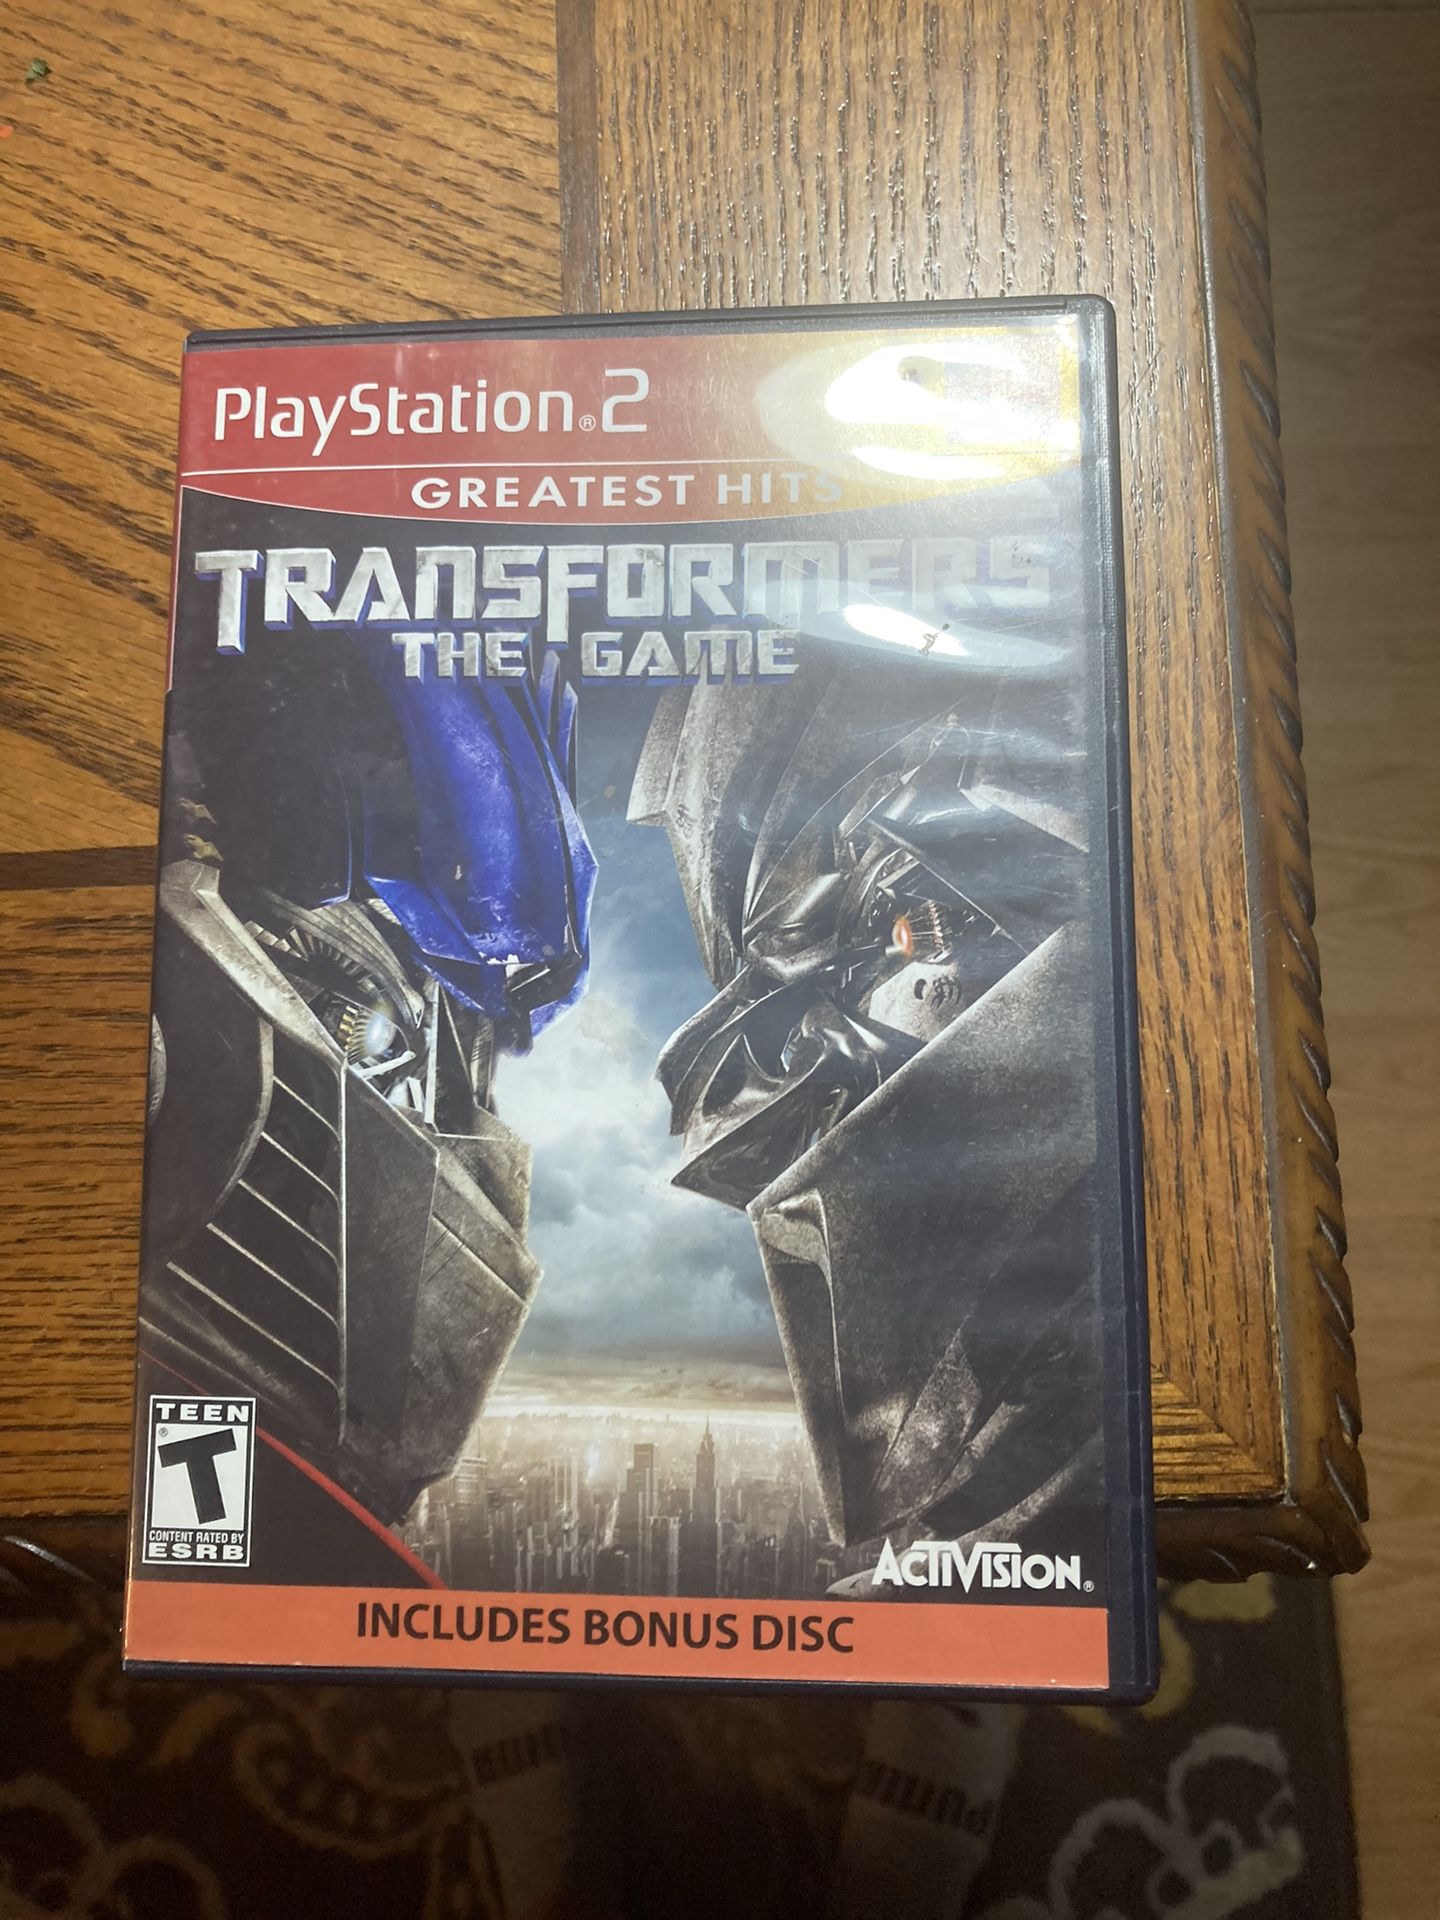 PlayStation®2
GREATEST HITS
TRANSFORMERS
THE GAME
TEEN
T®
CONTENT RATED BY
ESRB
ACTIVISION®
INCLUDES BONUS DISC